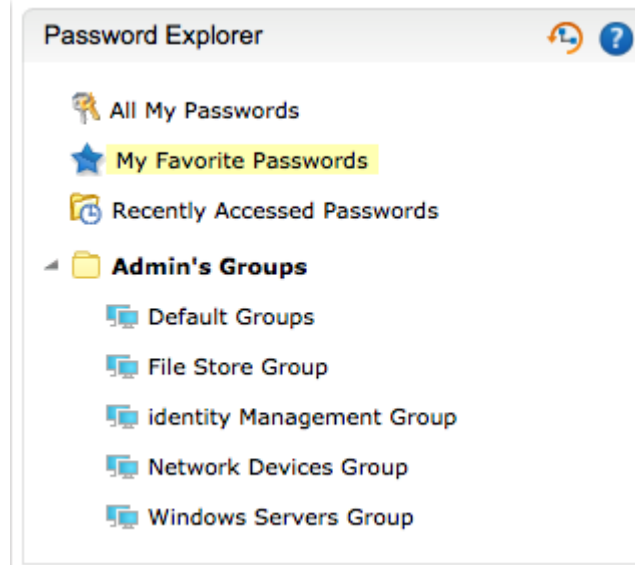 Password Explorer
?
All My Passwords
My Favorite Passwords
Recently Accessed Passwords
Admin's Groups
Default Groups
File Store Group
identity Management Group
Network Devices Group
Windows Servers Group